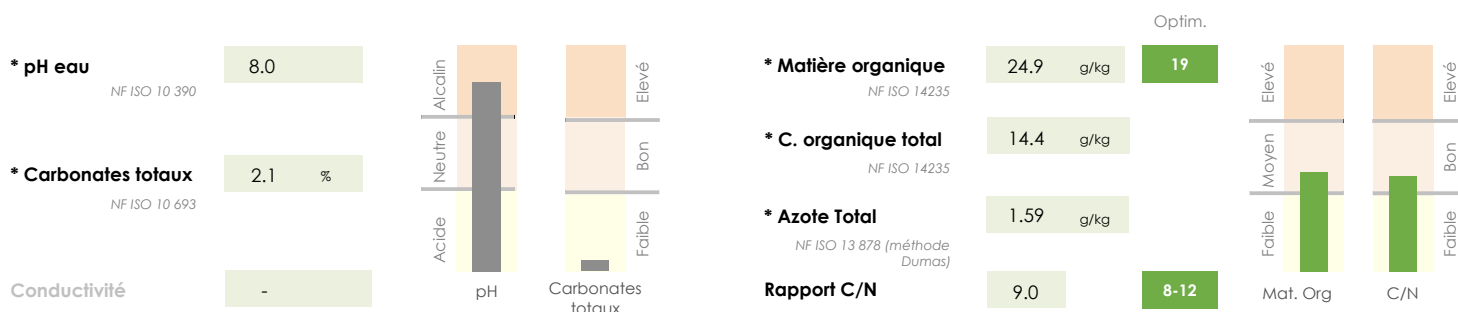 Optim.
* pH eau 8.0
NF ISO 10 390
* Carbonates totaux 2.1 %
NF ISO 10 693
Conductivité -
Alcalin
Neutre
Acide
pH
Elevé
Bon
Faible
Carbonates
totaux
* Matière organique 24.9 g/kg 19
NF ISO 14235
* C. organique total 14.4 g/kg
NF ISO 14235
* Azote Total 1.59 g/kg
NF ISO 13 878 (méthode
Dumas)
Rapport C/N 9.0 8-12
Elevé
Moyen
Faible
Mat. Org
Elevé
Bon
Faible
C/N